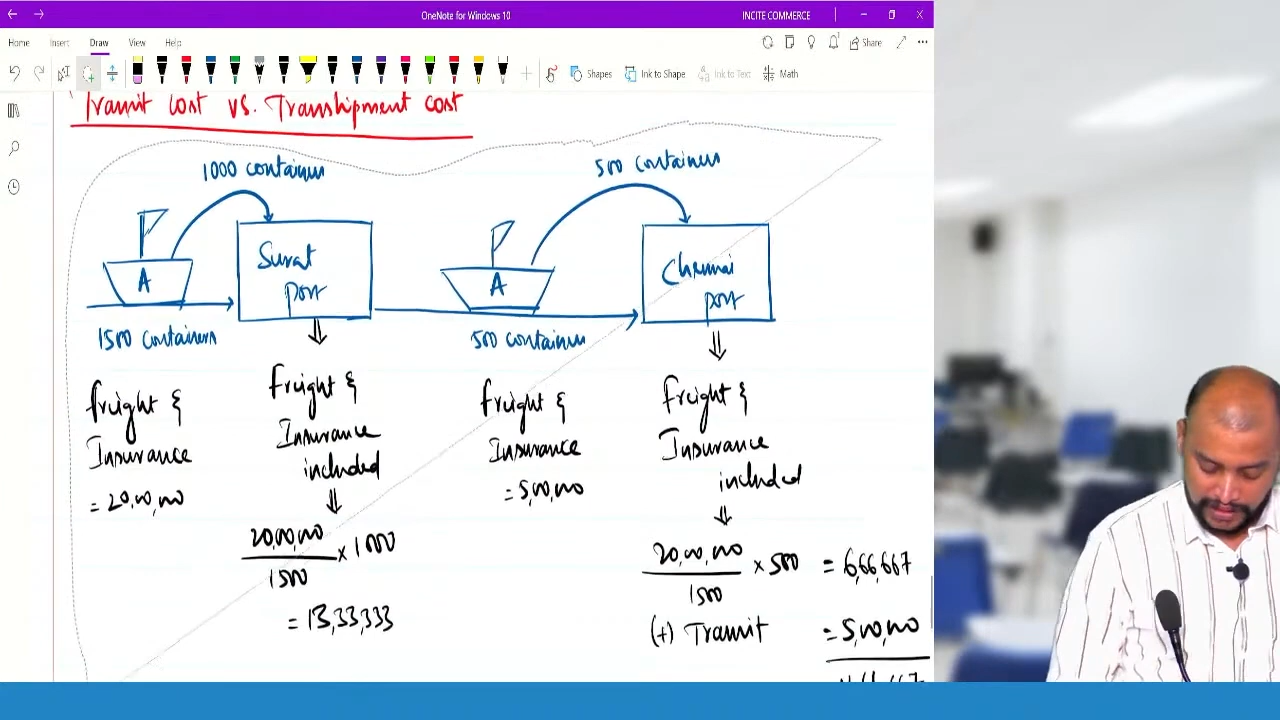 OneNote for Windows 10
INCITE COMMERCE
Home Insert Draw View Help
Share
Shapes Ink to Shape Ink to Text Math
Transit Cost vs. Transhipment cost
1000 containers
500 containers
A
Surat
port
A
Chennai
port
1500 Containers
500 containers
freight &
Insurance
= 20,00,000
freight &
Insurance
included
20,00,000
1500
× 1000
= 13,33,333
freight &
Insurance
= 5,00,000
freight &
Insurance
included
20,00,000
1500
× 500 = 6,66,667
(+) Transit = 5,00,000